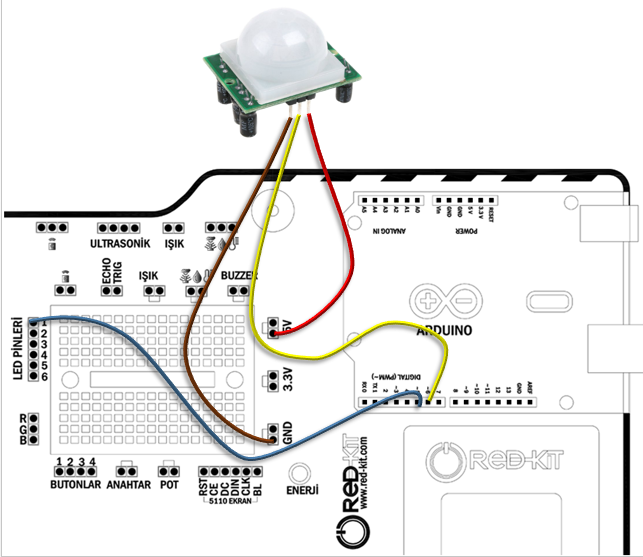 A5 A4 A3 A2 A1 A0
Vin GND GND 5 V 3.3 V RESET
ANALOG IN
POWER
ULTRASONİK
IŞIK
ECHO
TRIG
IŞIK
BUZZER
ARDUINO
LED PİNLERİ
1
2
3
4
5
6
5V
3.3V
GND
DIGITAL (PWM ~)
RX 0 TX 1 2 ~3 4 7
8 ~9 ~10 ~11 12 13 GND AREF
R
G
B
1 2 3 4
BUTONLAR
ANAHTAR
POT
RST
CE
DC
DIN
CLK
BL
5110 EKRAN
ENERJİ
RED-KIT
www.red-kit.com
RED-KIT
RED-KIT